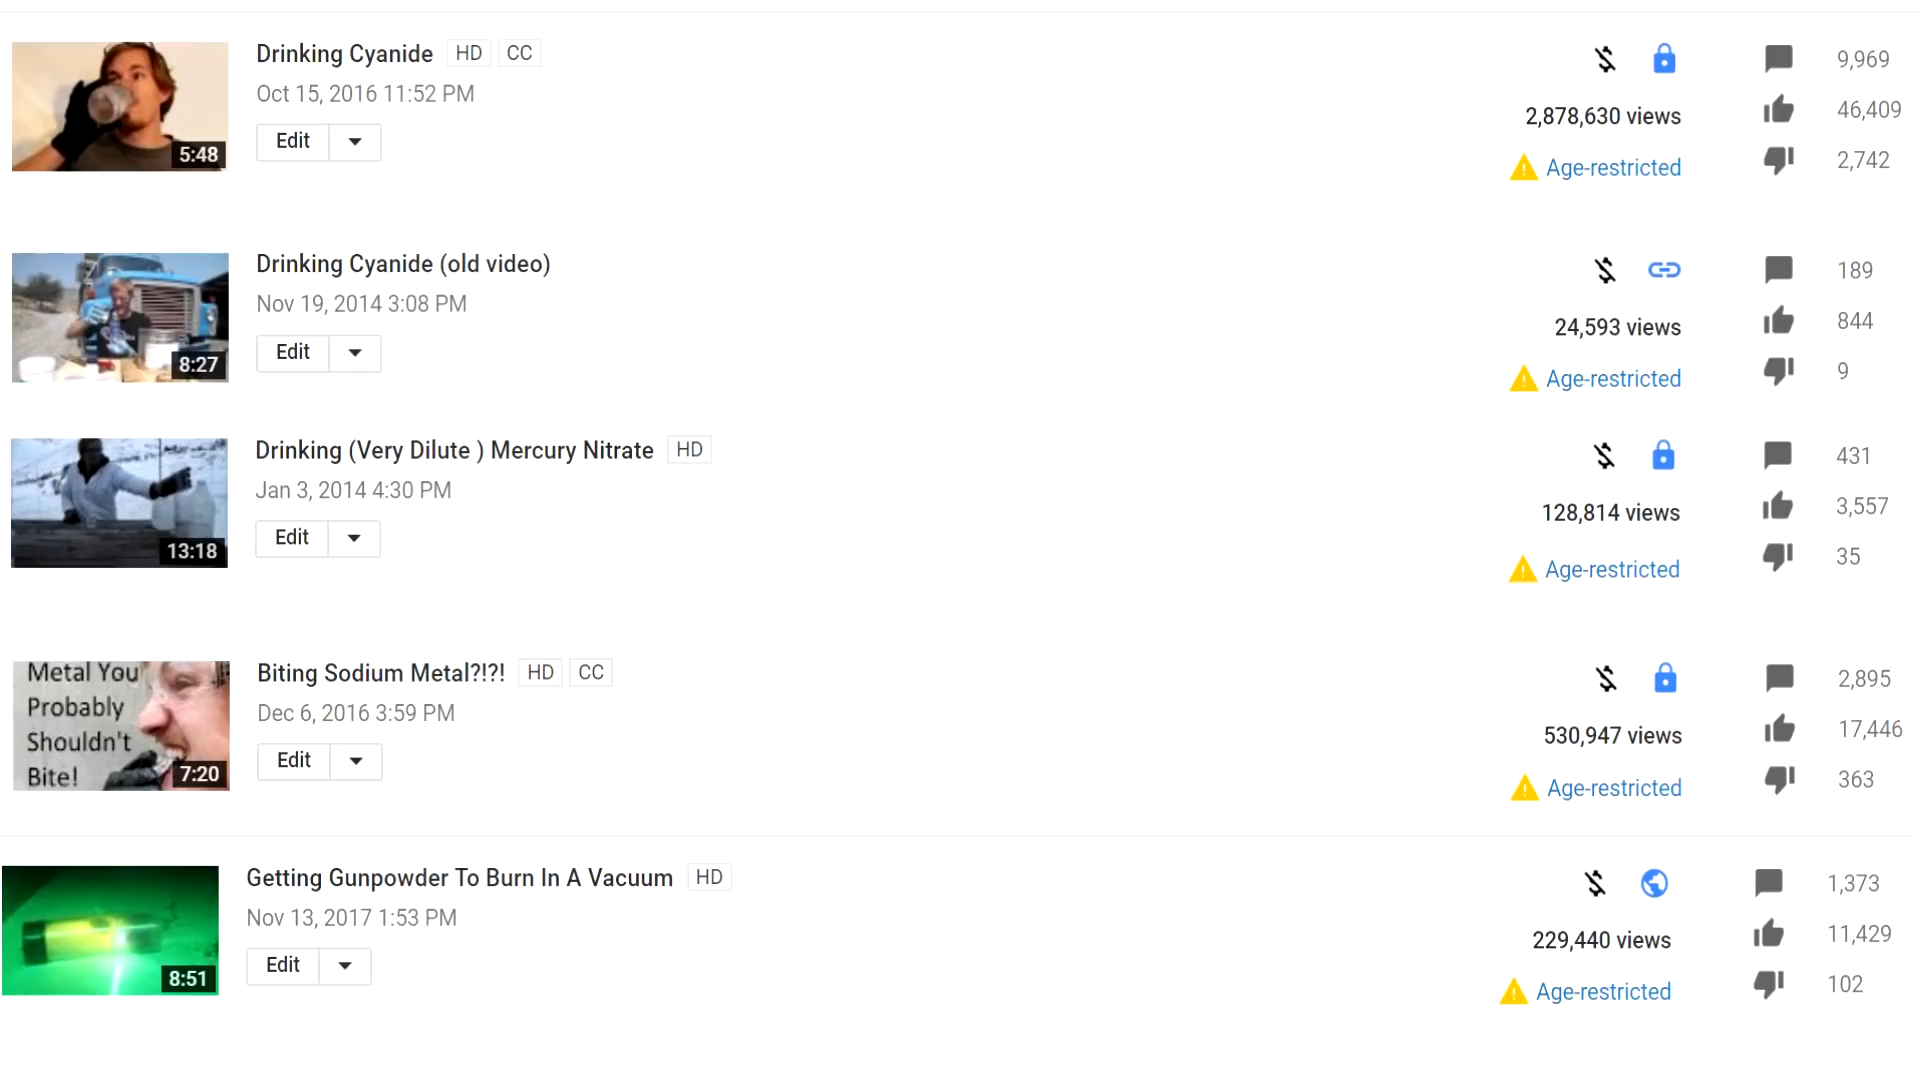 Drinking Cyanide HD CC
Oct 15, 2016 11:52 PM
Edit
5:48
2,878,630 views
Age-restricted
9,969
46,409
2,742
Drinking Cyanide (old video)
Nov 19, 2014 3:08 PM
Edit
8:27
24,593 views
Age-restricted
189
844
9
Drinking (Very Dilute ) Mercury Nitrate HD
Jan 3, 2014 4:30 PM
Edit
13:18
128,814 views
Age-restricted
431
3,557
35
Metal You
Probably
Shouldn't
Bite!
7:20
Biting Sodium Metal?!?! HD CC
Dec 6, 2016 3:59 PM
Edit
530,947 views
Age-restricted
2,895
17,446
363
Getting Gunpowder To Burn In A Vacuum HD
Nov 13, 2017 1:53 PM
Edit
8:51
229,440 views
Age-restricted
1,373
11,429
102